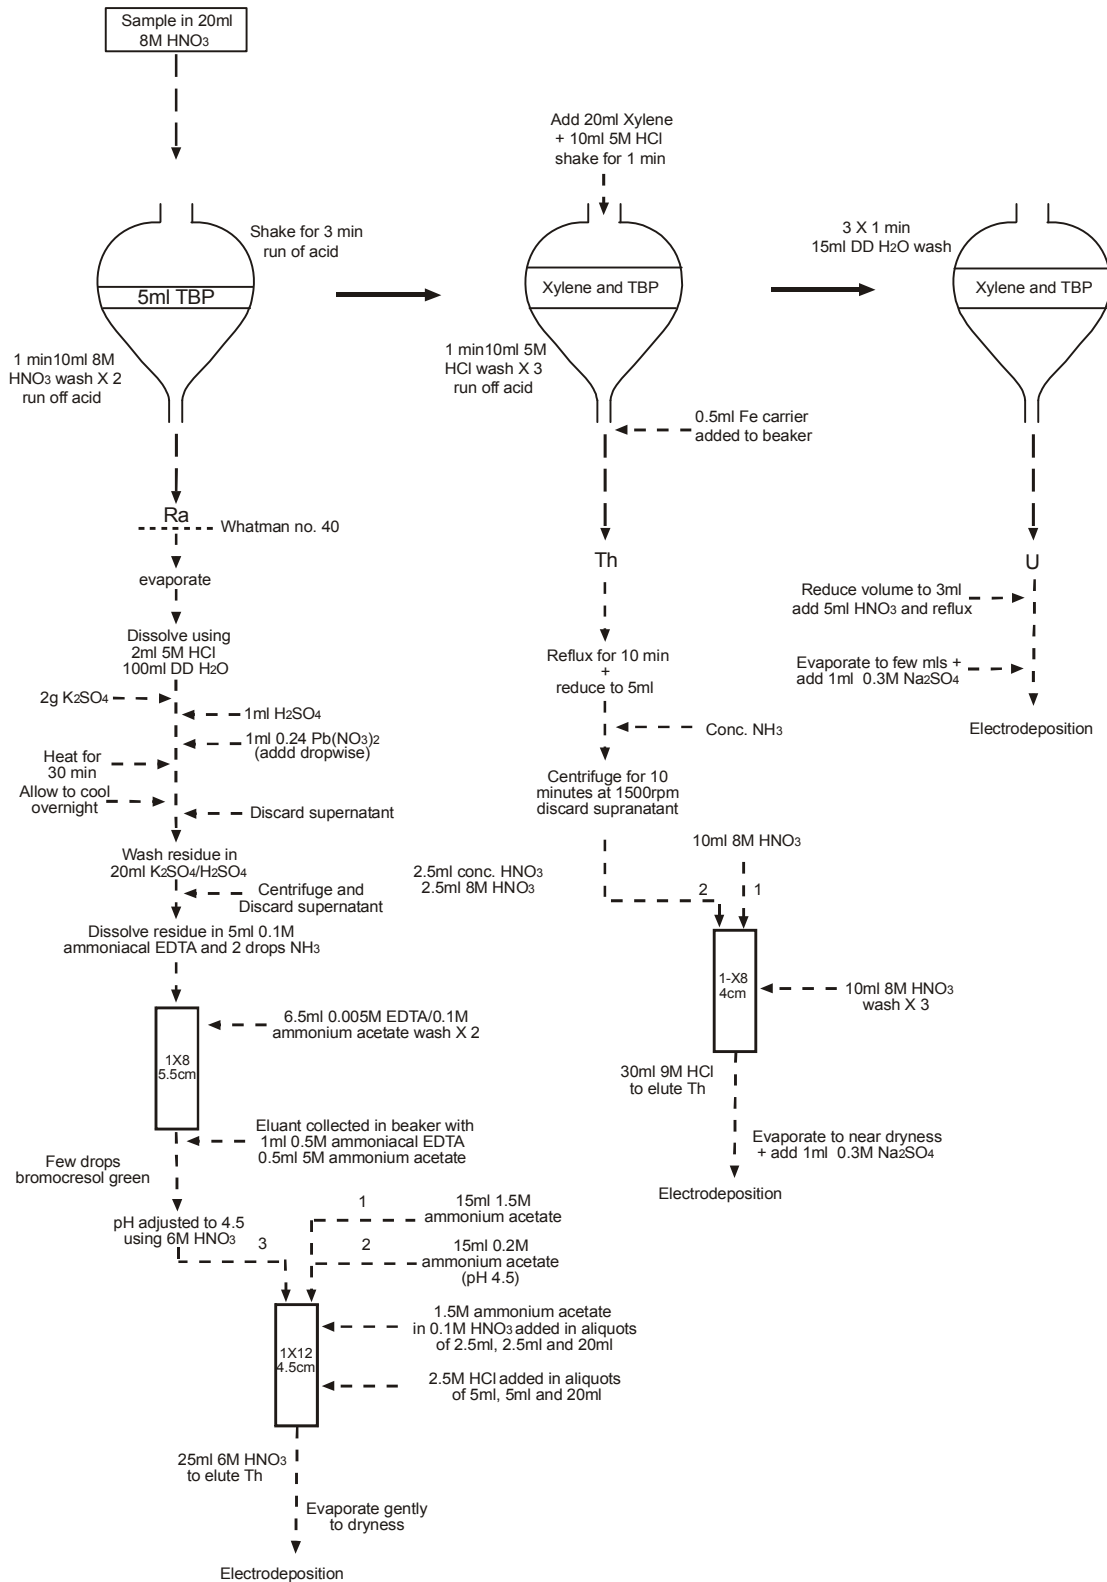 Sample in 20ml
8M HNO3
Add 20ml Xylene
+ 10ml 5M HCl
shake for 1 min
Shake for 3 min
run of acid
3 X 1 min
15ml DD H2O wash
5ml TBP
Xylene and TBP
Xylene and TBP
1 min10ml 8M
HNO3 wash X 2
run off acid
1 min10ml 5M
HCl wash X 3
run off acid
0.5ml Fe carrier
added to beaker
Ra
Whatman no. 40
evaporate
Dissolve using
2ml 5M HCl
100ml DD H2O
2g K2SO4
1ml H2SO4
1ml 0.24 Pb(NO3)2
(addd dropwise)
Heat for
30 min
Allow to cool
overnight
Discard supernatant
Wash residue in
20ml K2SO4/H2SO4
Centrifuge and
Discard supernatant
Dissolve residue in 5ml 0.1M
ammoniacal EDTA and 2 drops NH3
1X8
5.5cm
6.5ml 0.005M EDTA/0.1M
ammonium acetate wash X 2
Eluant collected in beaker with
1ml 0.5M ammoniacal EDTA
0.5ml 5M ammonium acetate
Few drops
bromocresol green
pH adjusted to 4.5
using 6M HNO3
3
1
15ml 1.5M
ammonium acetate
2
15ml 0.2M
ammonium acetate
(pH 4.5)
1X12
4.5cm
1.5M ammonium acetate
in 0.1M HNO3 added in aliquots
of 2.5ml, 2.5ml and 20ml
2.5M HCl added in aliquots
of 5ml, 5ml and 20ml
25ml 6M HNO3
to elute Th
Evaporate gently
to dryness
Electrodeposition
Th
Reflux for 10 min
+
reduce to 5ml
Conc. NH3
Centrifuge for 10
minutes at 1500rpm
discard supranatant
2.5ml conc. HNO3
2.5ml 8M HNO3
10ml 8M HNO3
2
1
1-X8
4cm
10ml 8M HNO3
wash X 3
30ml 9M HCl
to elute Th
Evaporate to near dryness
+ add 1ml 0.3M Na2SO4
Electrodeposition
U
Reduce volume to 3ml
add 5ml HNO3 and reflux
Evaporate to few mls +
add 1ml 0.3M Na2SO4
Electrodeposition